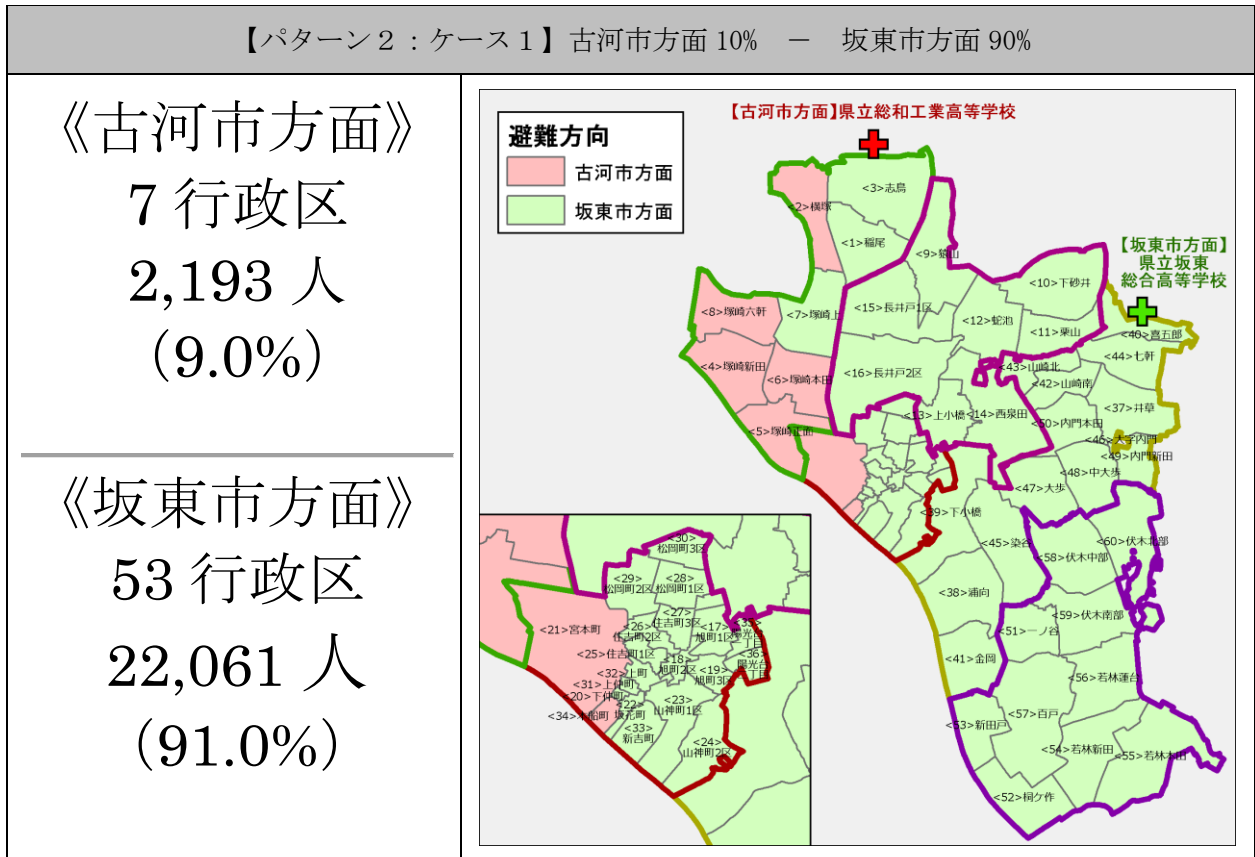 【パターン2:ケース1】古河市方面 10% － 坂東市方面 90%
《古河市方面》
7 行政区
2,193 人
（9.0%）
《坂東市方面》
53 行政区
22,061 人
（91.0%）
避難方向
古河市方面
坂東市方面
【古河市方面】県立総和工業高等学校
【坂東市方面】
県立坂東
総合高等学校
<3>志鳥
<2>横塚
<1>稲尾
<9>猿山
<10>下砂井
<8>塚崎六軒
<7>塚崎上
<15>長井戸1区
<12>蛇池
<11>栗山
<40>喜五郎
<44>七軒
<4>塚崎新田
<6>塚崎本田
<16>長井戸2区
<43>山崎北
<42>山崎南
<37>井草
<5>塚崎正面
<13>上小橋
<14>西泉田
<50>内門本田
<46>大字内門
<49>内門新田
<48>中大歩
<47>大歩
<39>下小橋
<45>染谷
<60>伏木北部
<58>伏木中部
<38>浦向
<59>伏木南部
<51>一ノ谷
<41>金岡
<56>若林蓮台
<57>百戸
<53>新田戸
<54>若林新田
<55>若林本田
<52>桐ケ作
<30>
松岡町3区
<29>
松岡町2区
<28>
松岡町1区
<27>
住吉町3区
<21>宮本町
<26>
住吉町2区
<17>
旭町1区
<36>
陽光台
<25>住吉町1区
<18>
旭町2区
<19>
旭町3区
<32>上町
<31>上仲町
<20>下仲町
<34>本船町
<22>
<23>
山神町1区
<33>
新吉町
<24>
山神町2区